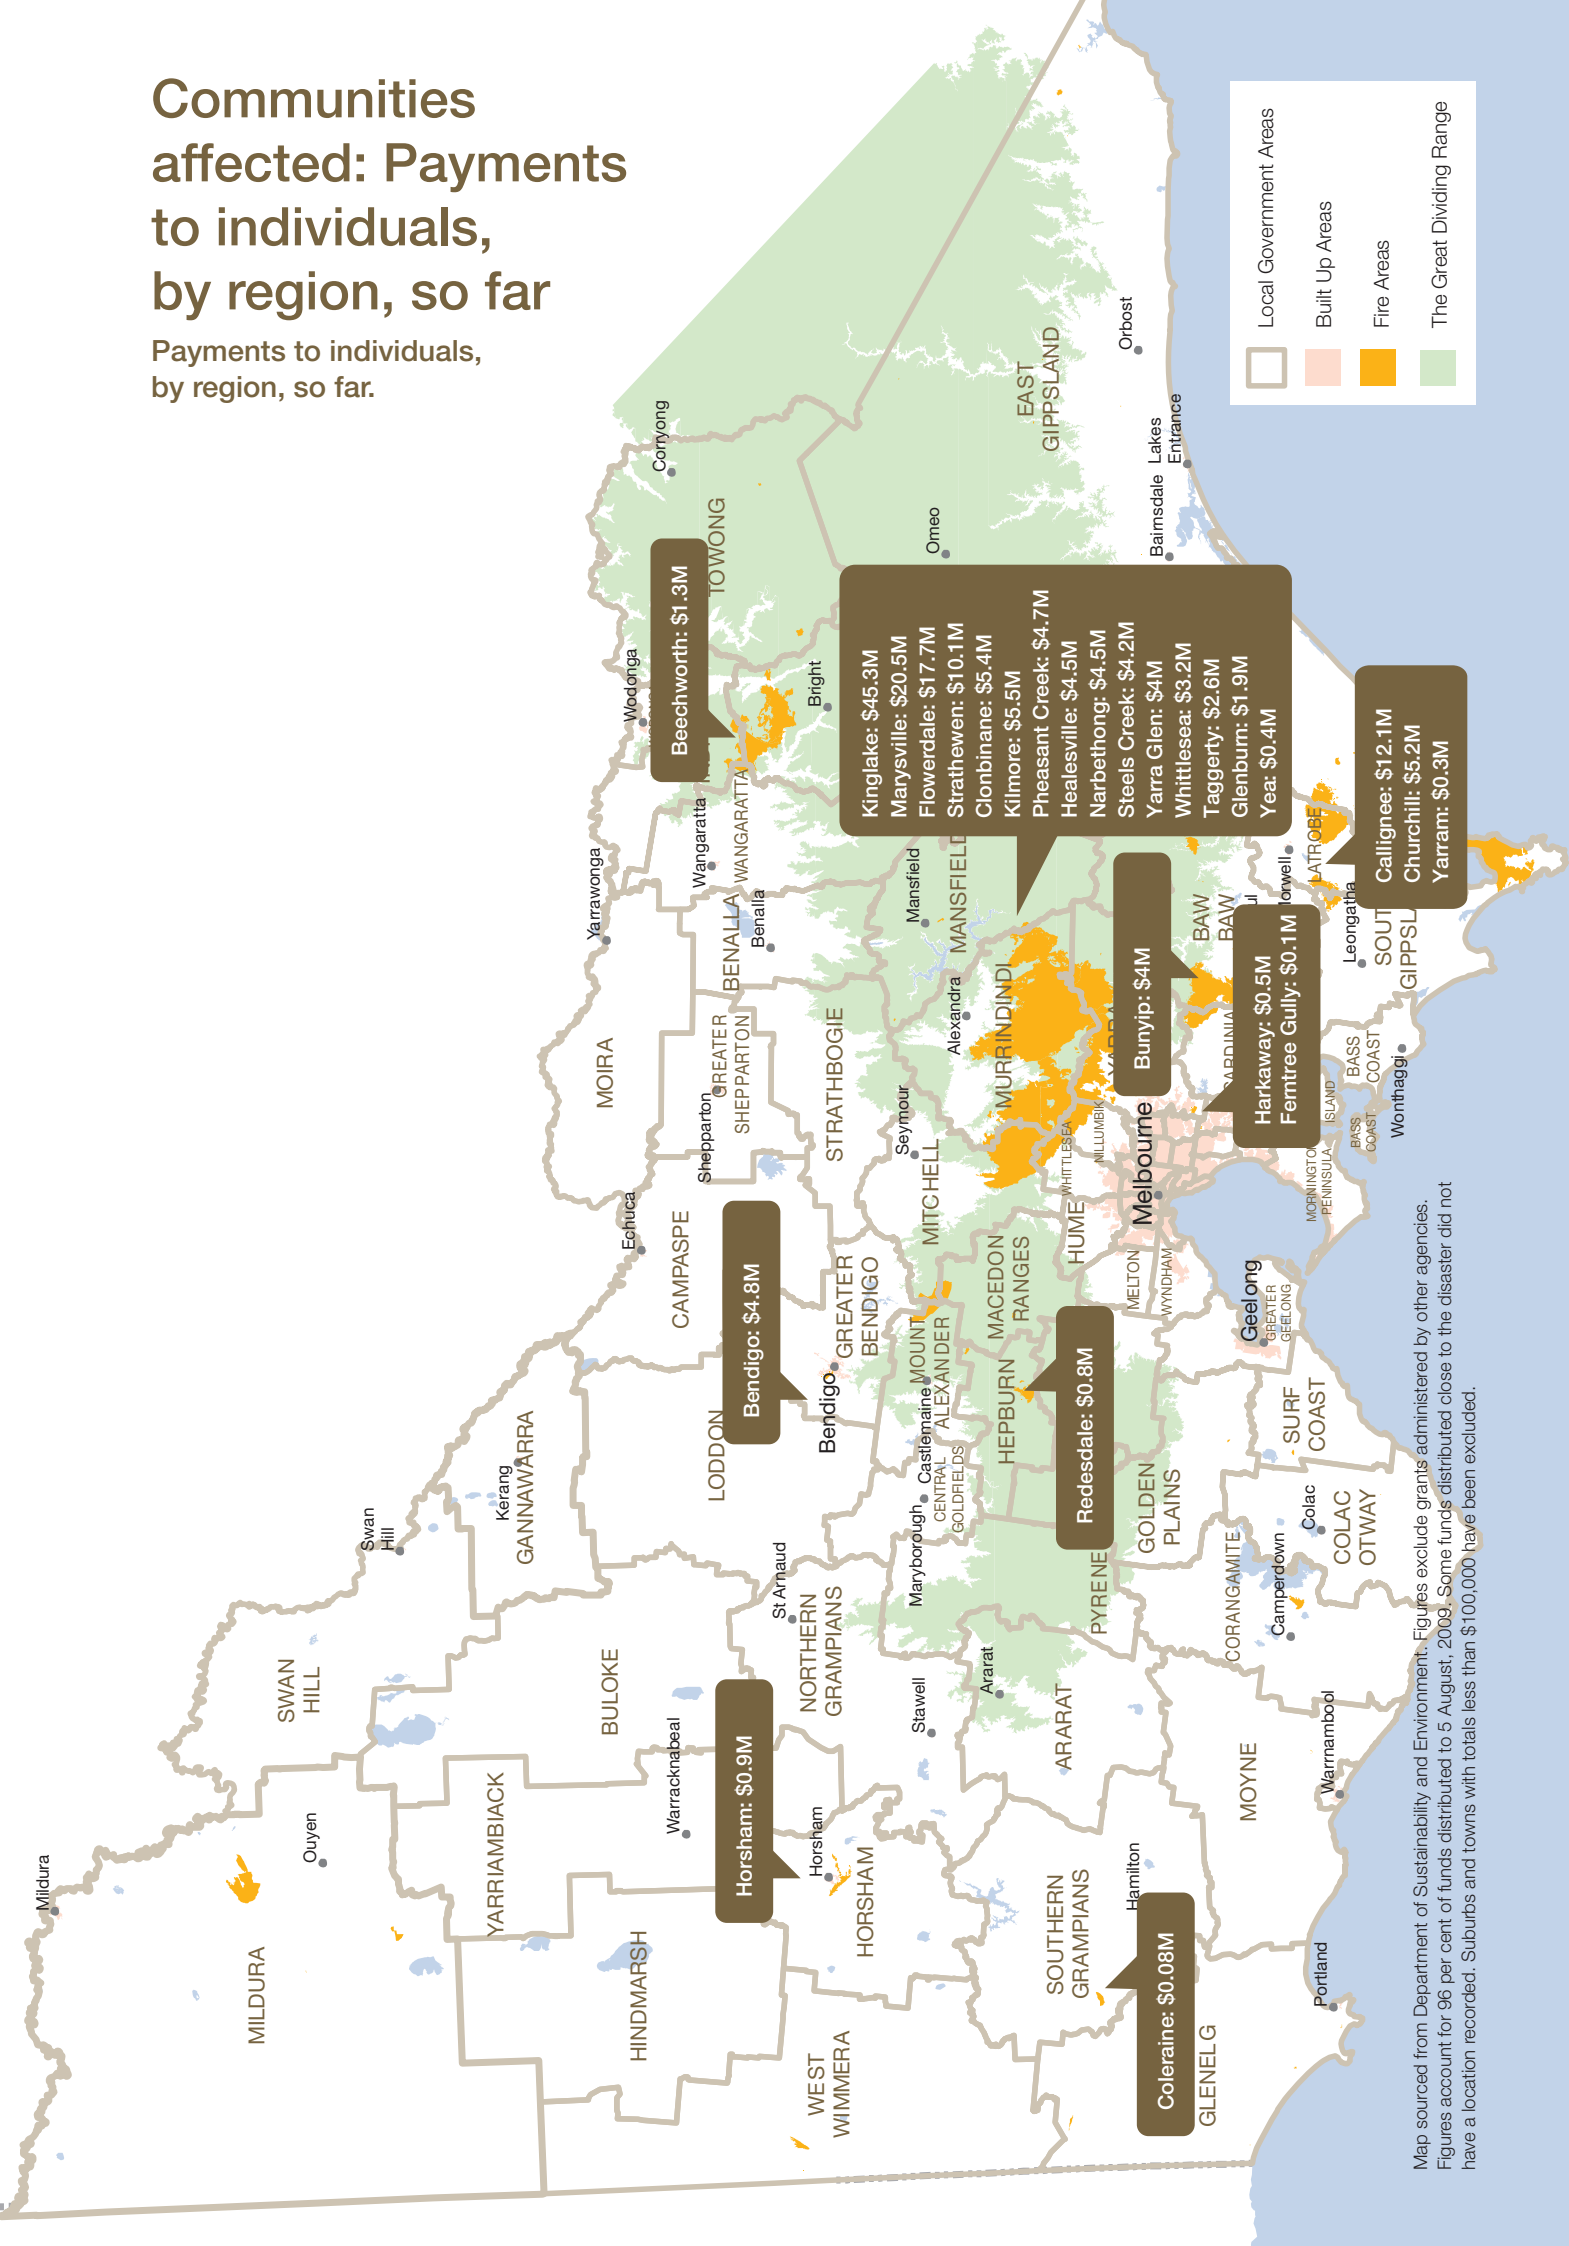 Communities
affected: Payments
to individuals,
by region, so far
Payments to individuals,
by region, so far.
Local Government Areas
Built Up Areas
Fire Areas
The Great Dividing Range
Mildura
MILDURA
Ouyen
SWAN
HILL
Swan
Hill
Kerang
GANNAWARRA
YARRIAMBIACK
BULOKE
HINDMARSH
Warracknabeal
LODDON
CAMPASPE
Echuca
MOIRA
Yarrawonga
Wodonga
Corryong
TOWONG
Beechworth: $1.3M
Wangaratta
WANGARATTA
BENALLA
Benalla
Shepparton
GREATER
SHEPPARTON
Bendigo: $4.8M
Bendigo
GREATER
BENDIGO
STRATHBOGIE
Bright
Omeo
St Arnaud
NORTHERN
GRAMPIANS
Horsham: $0.9M
Horsham
HORSHAM
WEST
WIMMERA
Stawell
Maryborough
Castlemaine
MOUNT
ALEXANDER
CENTRAL
GOLDFIELDS
MITCHELL
Seymour
Mansfield
MANSFIELD
Alexandra
MURRINDINDI
MACEDON
RANGES
HEPBURN
Ararat
ARARAT
PYRENE
SOUTHERN
GRAMPIANS
Hamilton
Coleraine: $0.08M
GLENELG
Portland
MOYNE
Warrnambool
Redesdale: $0.8M
GOLDEN
PLAINS
HUME
WHITTLESEA
NILLUMBIK
MELTON
WYNDHAM
Melbourne
Geelong
GREATER
GEELONG
SURF
COAST
CORANGAMITE
Camperdown
Colac
COLAC
OTWAY
Kinglake: $45.3M
Marysville: $20.5M
Flowerdale: $17.7M
Strathewen: $10.1M
Clonbinane: $5.4M
Kilmore: $5.5M
Pheasant Creek: $4.7M
Healesville: $4.5M
Narbethong: $4.5M
Steels Creek: $4.2M
Yarra Glen: $4M
Whittlesea: $3.2M
Taggerty: $2.6M
Glenburn: $1.9M
Yea: $0.4M
EAST
GIPPSLAND
Orbost
Lakes
Entrance
Bairnsdale
Bunyip: $4M
BAW
BAW
Harkaway: $0.5M
Ferntree Gully: $0.1M
LATROBE
Callignee: $12.1M
Churchill: $5.2M
Yarram: $0.3M
Leongatha
SOUT
GIPPSL
BASS
COAST
ISLAND
BASS
COAST
Wonthaggi
MORNINGTO
PENINSULA
Map sourced from Department of Sustainability and Environment. Figures exclude grants administered by other agencies.
Figures account for 96 per cent of funds distributed to 5 August, 2009. Some funds distributed close to the disaster did not
have a location recorded. Suburbs and towns with totals less than $100,000 have been excluded.